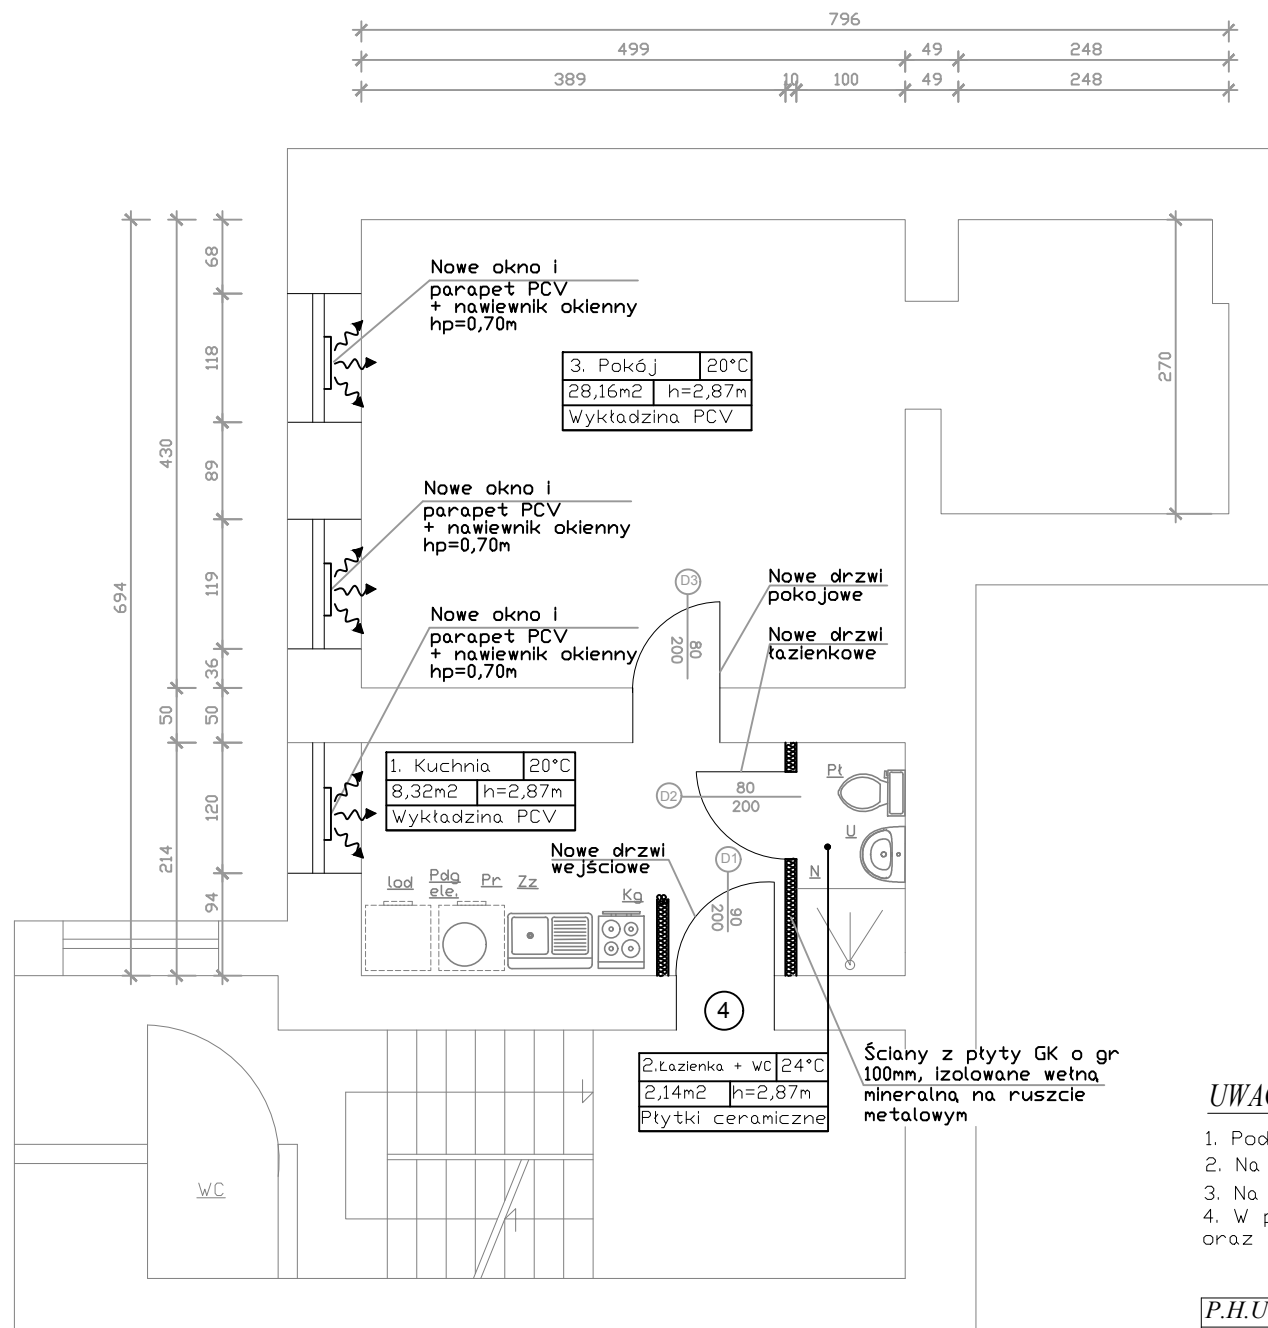 796
499
49
248
389
10
100
49
248
68
118
89
119
36
50
120
94
430
50
214
694
270
Nowe okno i
parapet PCV
+ nawiewnik okienny
hp=0,70m
3. Pokój 20°C
28,16m2 h=2,87m
Wykładzina PCV
Nowe okno i
parapet PCV
+ nawiewnik okienny
hp=0,70m
Nowe okno i
parapet PCV
+ nawiewnik okienny
hp=0,70m
D3
80
200
Nowe drzwi
pokojowe
Nowe drzwi
łazienkowe
1. Kuchnia 20°C
8,32m2 h=2,87m
Wykładzina PCV
D2
80
200
Pł
U
N
Nowe drzwi
wejściowe
D1
90
200
lod
Pdg
ele.
Pr
Zz
Kg
4
2.Łazienka + WC 24°C
2,14m2 h=2,87m
Płytki ceramiczne
Ściany z płyty GK o gr
100mm, izolowane wełną
mineralną na ruszcie
metalowym
WC
UWA
1. Pod
2. Na
3. Na
4. W p
oraz
P.H.U